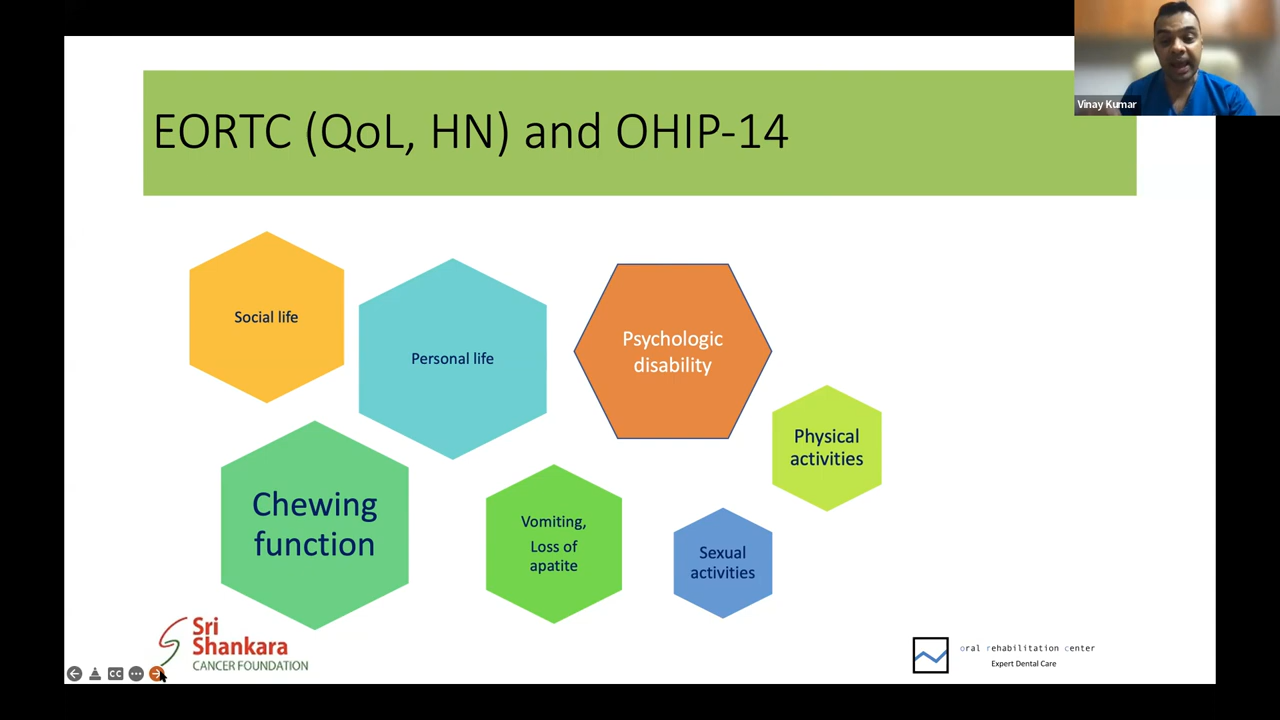 Vinay Kumar
EORTC (QoL, HN) and OHIP-14
Social life
Personal life
Psychologic
disability
Physical
activities
Chewing
function
Vomiting,
Loss of
apatite
Sexual
activities
Sri
Shankara
CANCER FOUNDATION
oral rehabilitation center
Expert Dental Care
CC